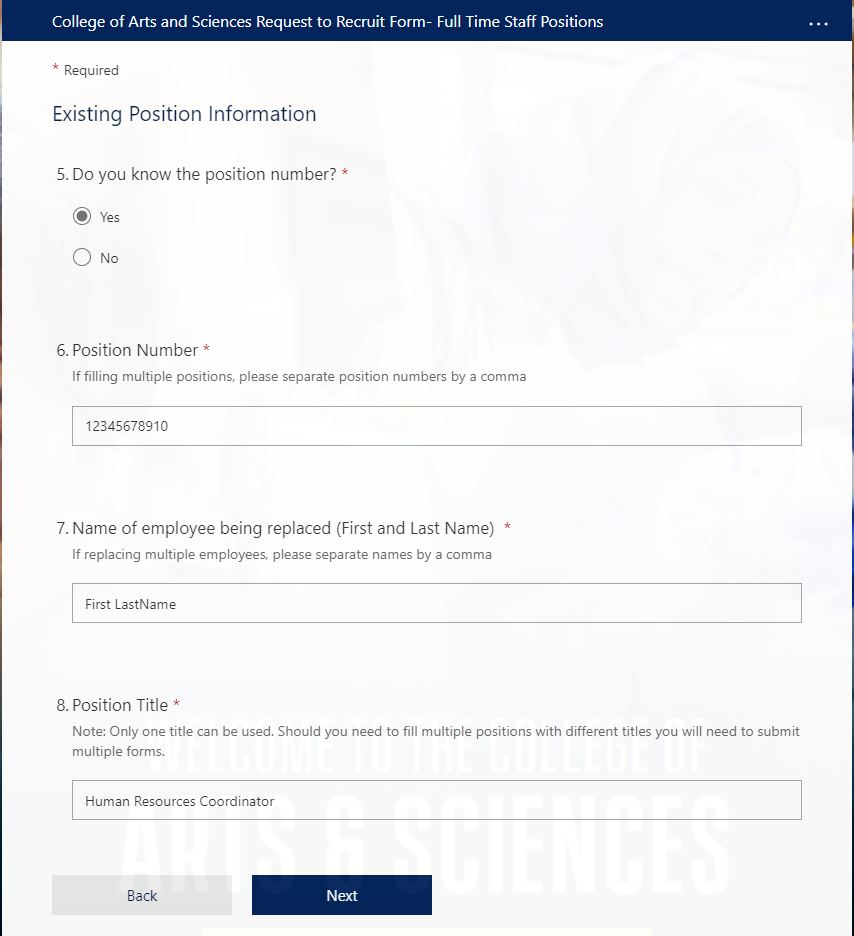 College of Arts and Sciences Request to Recruit Form- Full Time Staff Positions
...
* Required
Existing Position Information
5. Do you know the position number? *
Yes
No
6. Position Number *
If filling multiple positions, please separate position numbers by a comma
12345678910
7. Name of employee being replaced (First and Last Name) *
If replacing multiple employees, please separate names by a comma
First LastName
8. Position Title *
Note: Only one title can be used. Should you need to fill multiple positions with different titles you will need to submit
multiple forms.
WELCOME TO THE COLLEGE OF
Human Resources Coordinator
ARTS & SCIENCES
Back
Next